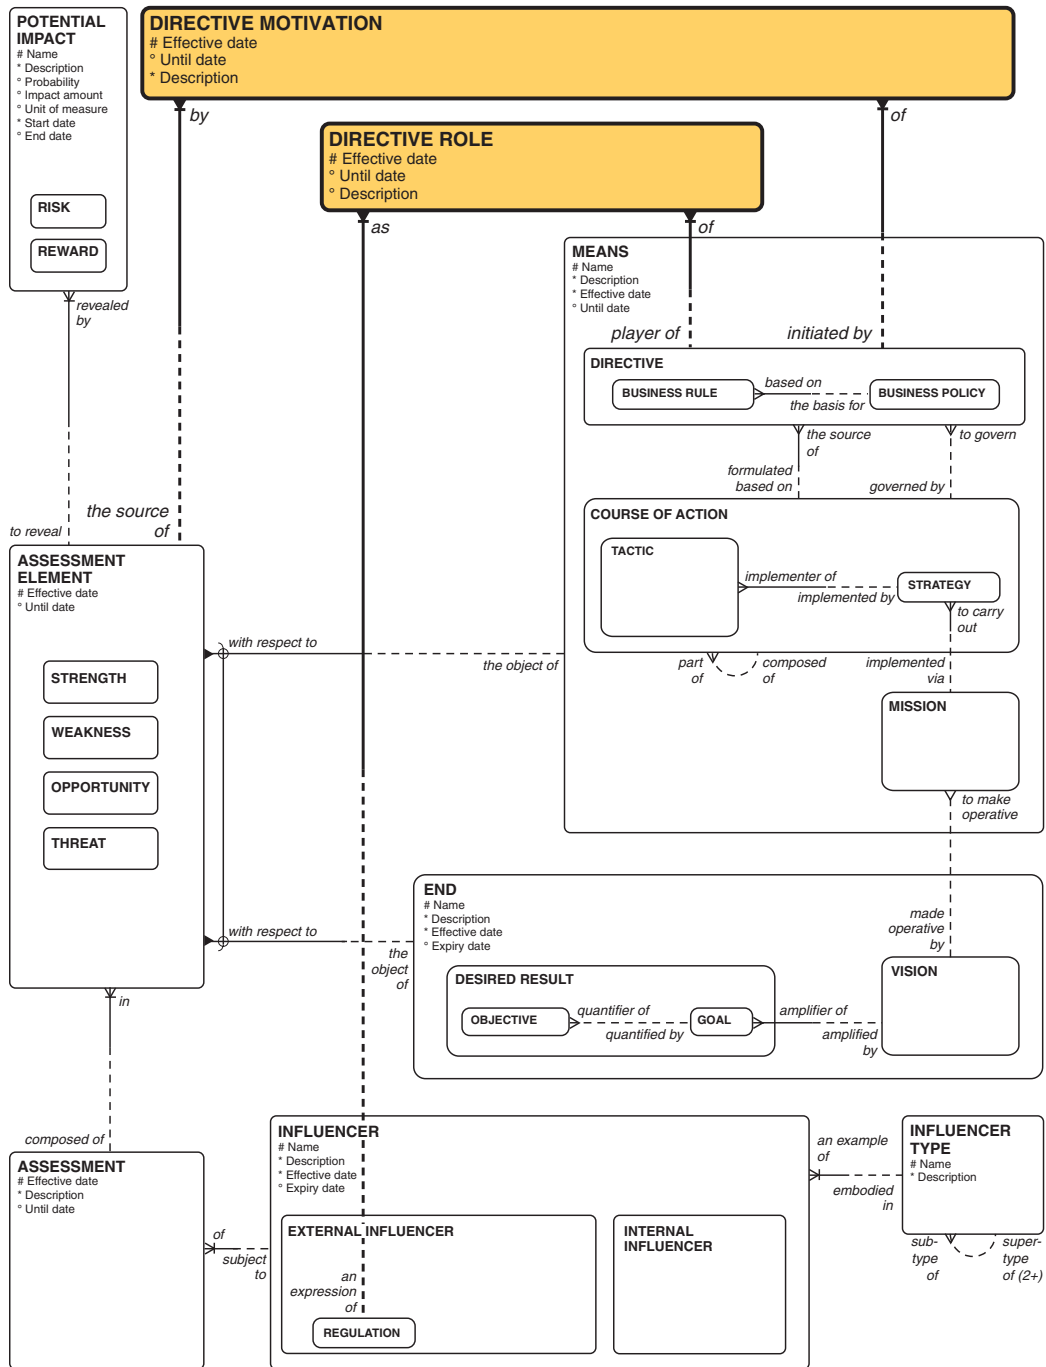 POTENTIAL
IMPACT
# Name
* Description
° Probability
° Impact amount
° Unit of measure
* Start date
° End date
RISK
REWARD
revealed
by
DIRECTIVE MOTIVATION
# Effective date
° Until date
* Description
by
of
DIRECTIVE ROLE
# Effective date
° Until date
° Description
as
of
MEANS
# Name
* Description
* Effective date
° Until date
player of
initiated by
DIRECTIVE
BUSINESS RULE
based on
the basis for
BUSINESS POLICY
the source
of
to govern
formulated
based on
governed by
COURSE OF ACTION
TACTIC
implementer of
implemented by
STRATEGY
to carry
out
part
of
composed
of
implemented
via
MISSION
to make
operative
to reveal
the source
of
ASSESSMENT
ELEMENT
# Effective date
° Until date
STRENGTH
WEAKNESS
OPPORTUNITY
THREAT
with respect to
the object of
with respect to
the
object
of
in
END
# Name
* Description
* Effective date
° Expiry date
made
operative
by
VISION
DESIRED RESULT
OBJECTIVE
quantifier of
quantified by
GOAL
amplifier of
amplified
by
composed of
ASSESSMENT
# Effective date
* Description
° Until date
of
subject
to
INFLUENCER
# Name
* Description
* Effective date
° Expiry date
EXTERNAL INFLUENCER
an
expression
of
REGULATION
INTERNAL
INFLUENCER
an example
of
embodied
in
INFLUENCER
TYPE
# Name
* Description
sub-
type
of
super-
type
of (2+)